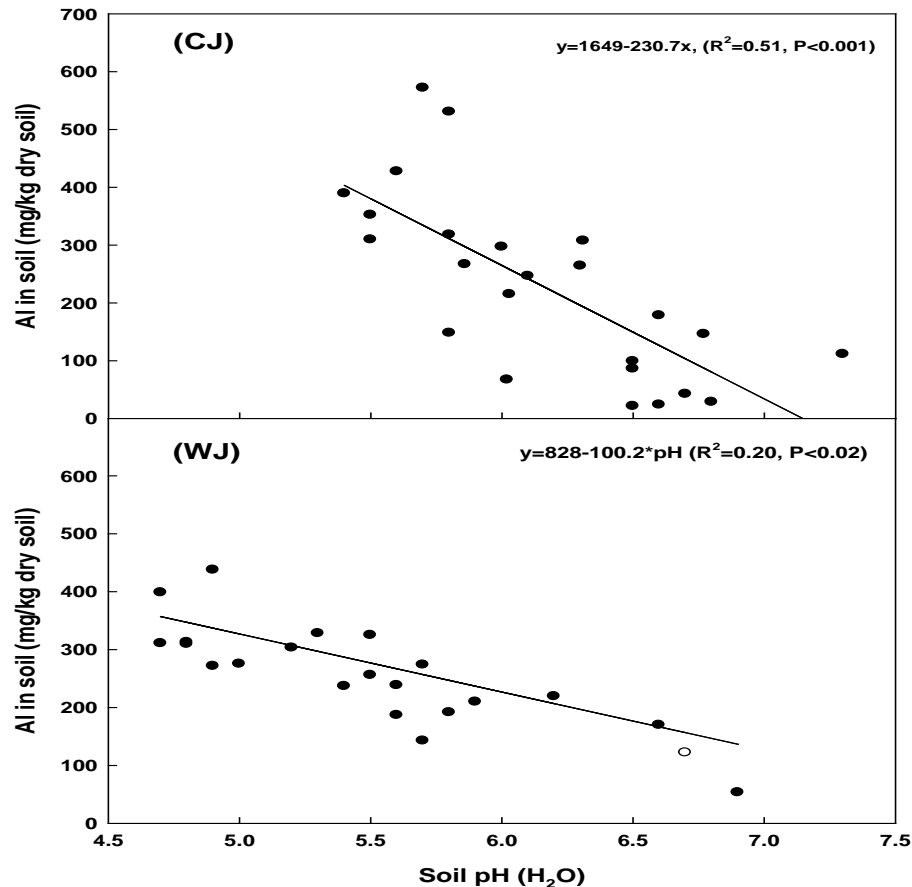 700
(CJ)
y=1649-230.7x, (R²=0.51, P<0.001)
600
500
400
300
200
100
0
Al in soil (mg/kg dry soil)
(WJ)
y=828-100.2*pH (R²=0.20, P<0.02)
600
500
400
300
200
100
0
Al in soil (mg/kg dry soil)
4.5 5.0 5.5 6.0 6.5 7.0 7.5
Soil pH (H₂O)